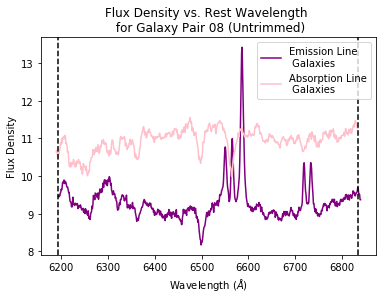 Flux Density vs. Rest Wavelength
for Galaxy Pair 08 (Untrimmed)
Emission Line
Galaxies
Absorption Line
Galaxies
Flux Density
13
12
11
10
9
8
6200 6300 6400 6500 6600 6700 6800
Wavelength (Å)